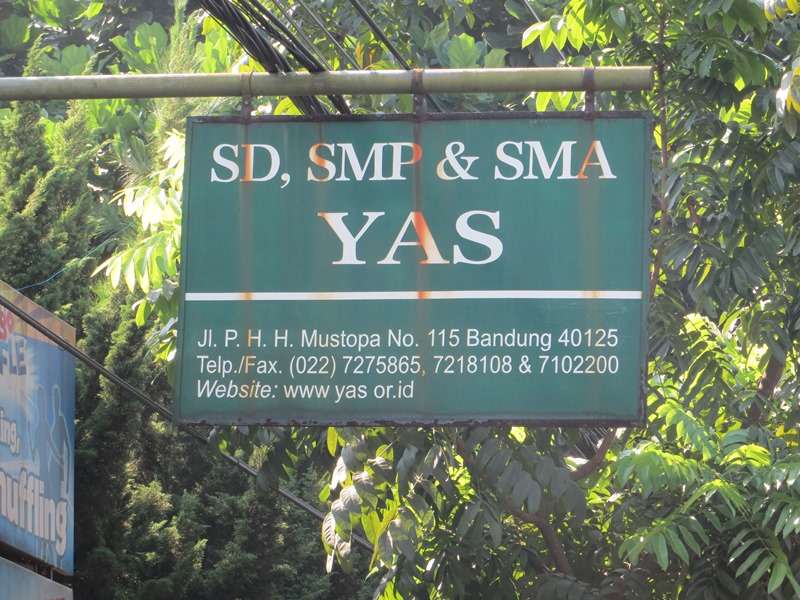 SD, SMP & SMA
YAS
Jl. P. H. H. Mustopa No. 115 Bandung 40125
Telp./Fax. (022) 7275865, 7218108 & 7102200
Website: www yas or.id